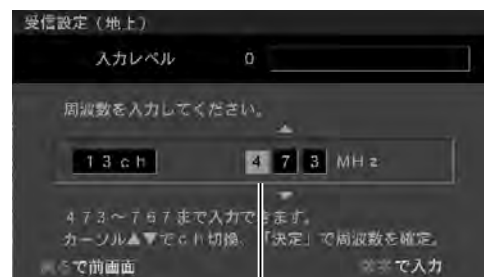 受信設定(地上)
入力レベル 0
周波数を入力してください。
13ch 473 MHz
473～767まで入力できます。
カーソル▲▼でch切換、「決定」で周波数を確定。
で前画面 で入力